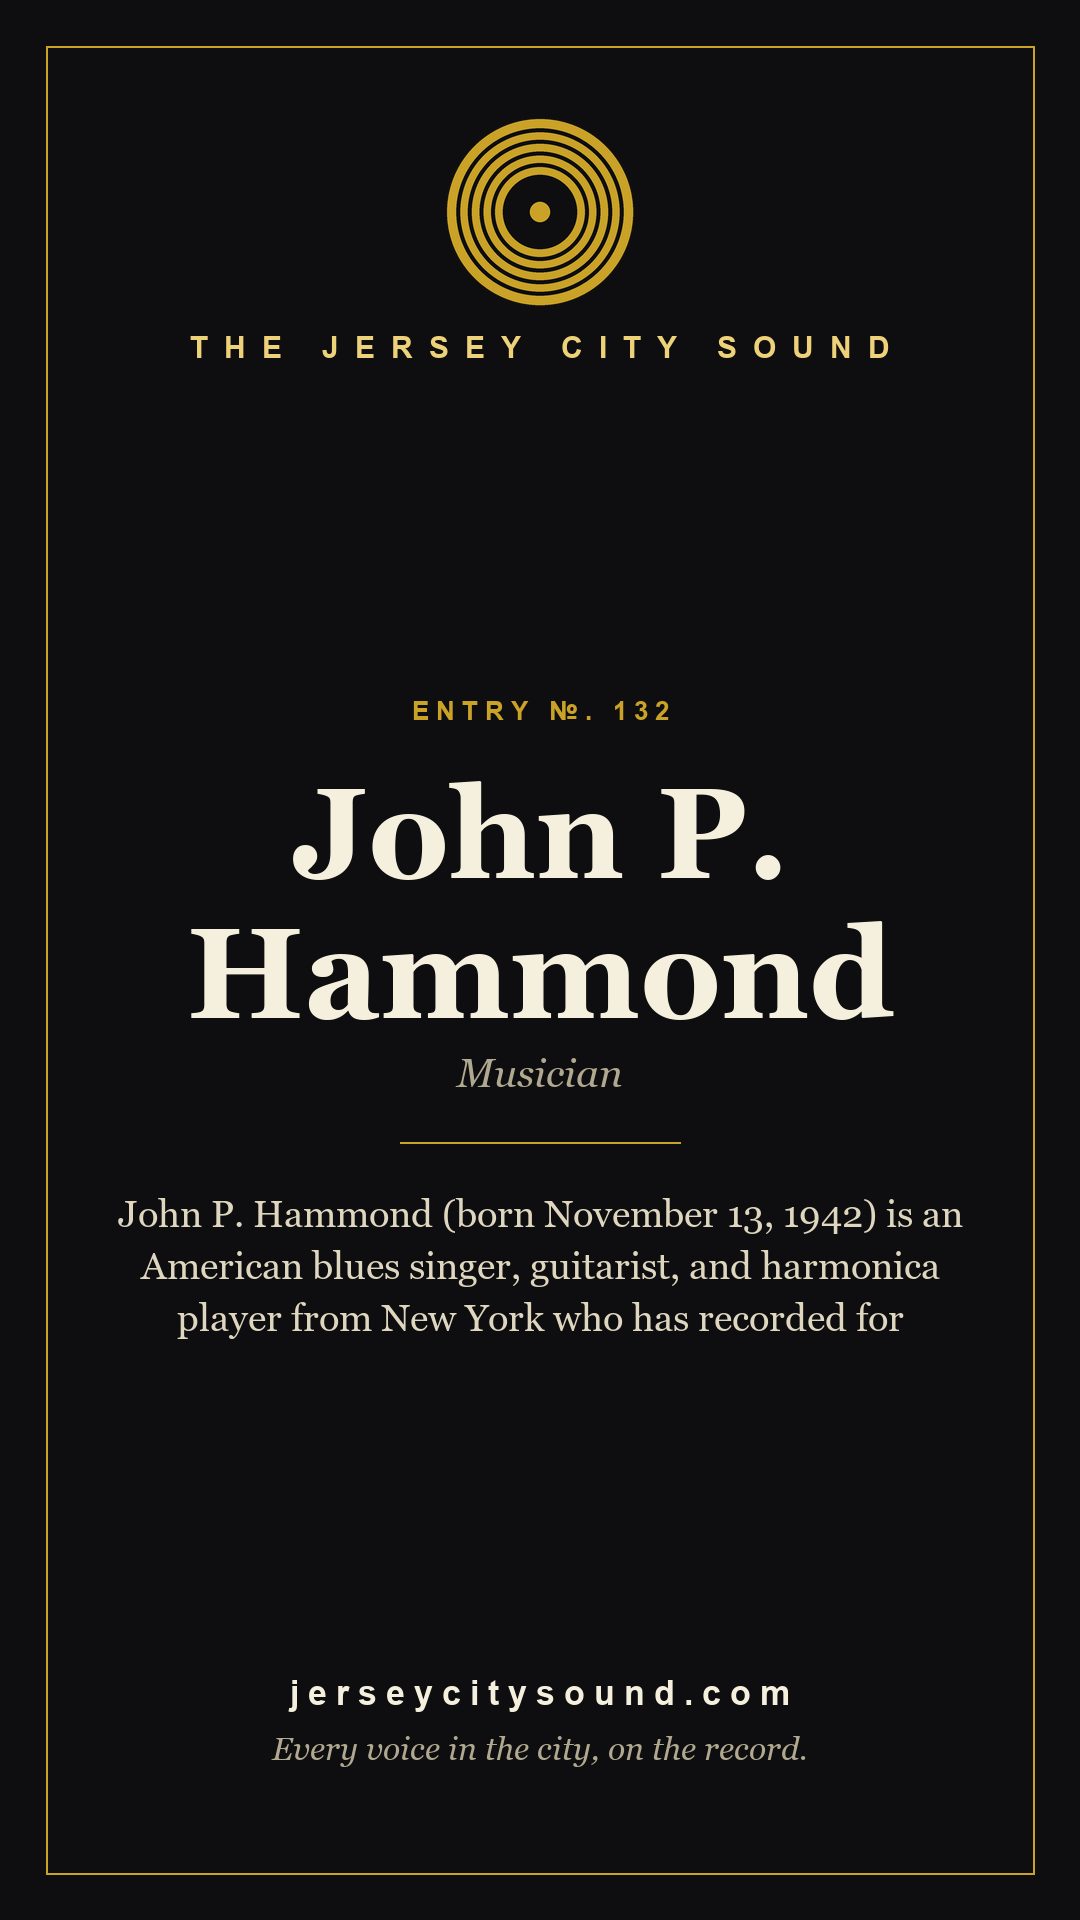 THE JERSEY CITY SOUND
ENTRY №. 132
John P.
Hammond
Musician
John P. Hammond (born November 13, 1942) is an
American blues singer, guitarist, and harmonica
player from New York who has recorded for
jerseycitysound.com
Every voice in the city, on the record.